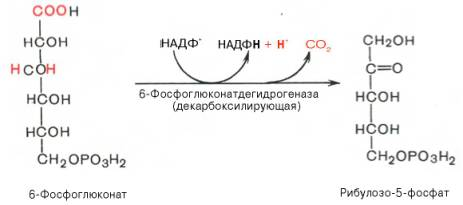 COOH
HCOH
HCOH
HCOH
HCOH
CH₂OPO₃H₂
6-Фосфоглюконат
НАДФ⁺
НАДФН + Н⁺
CO₂
6-Фосфоглюконатдегидрогеназа
(декарбоксилирующая)
CH₂OH
C=O
HCOH
HCOH
CH₂OPO₃H₂
Рибулозо-5-фосфат